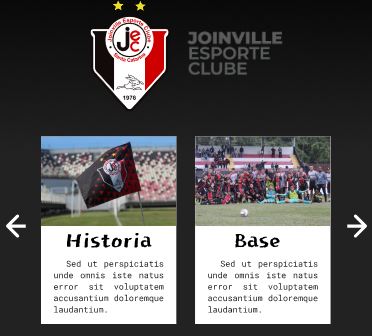 Joinville Esporte Clube
jec
Santa Catarina
1976
JOINVILLE
ESPORTE
CLUBE
Historia
Base
Sed ut perspiciatis
unde omnis iste natus
error sit voluptatem
accusantium doloremque
laudantium.
Sed ut perspiciatis
unde omnis iste natus
error sit voluptatem
accusantium doloremque
laudantium.